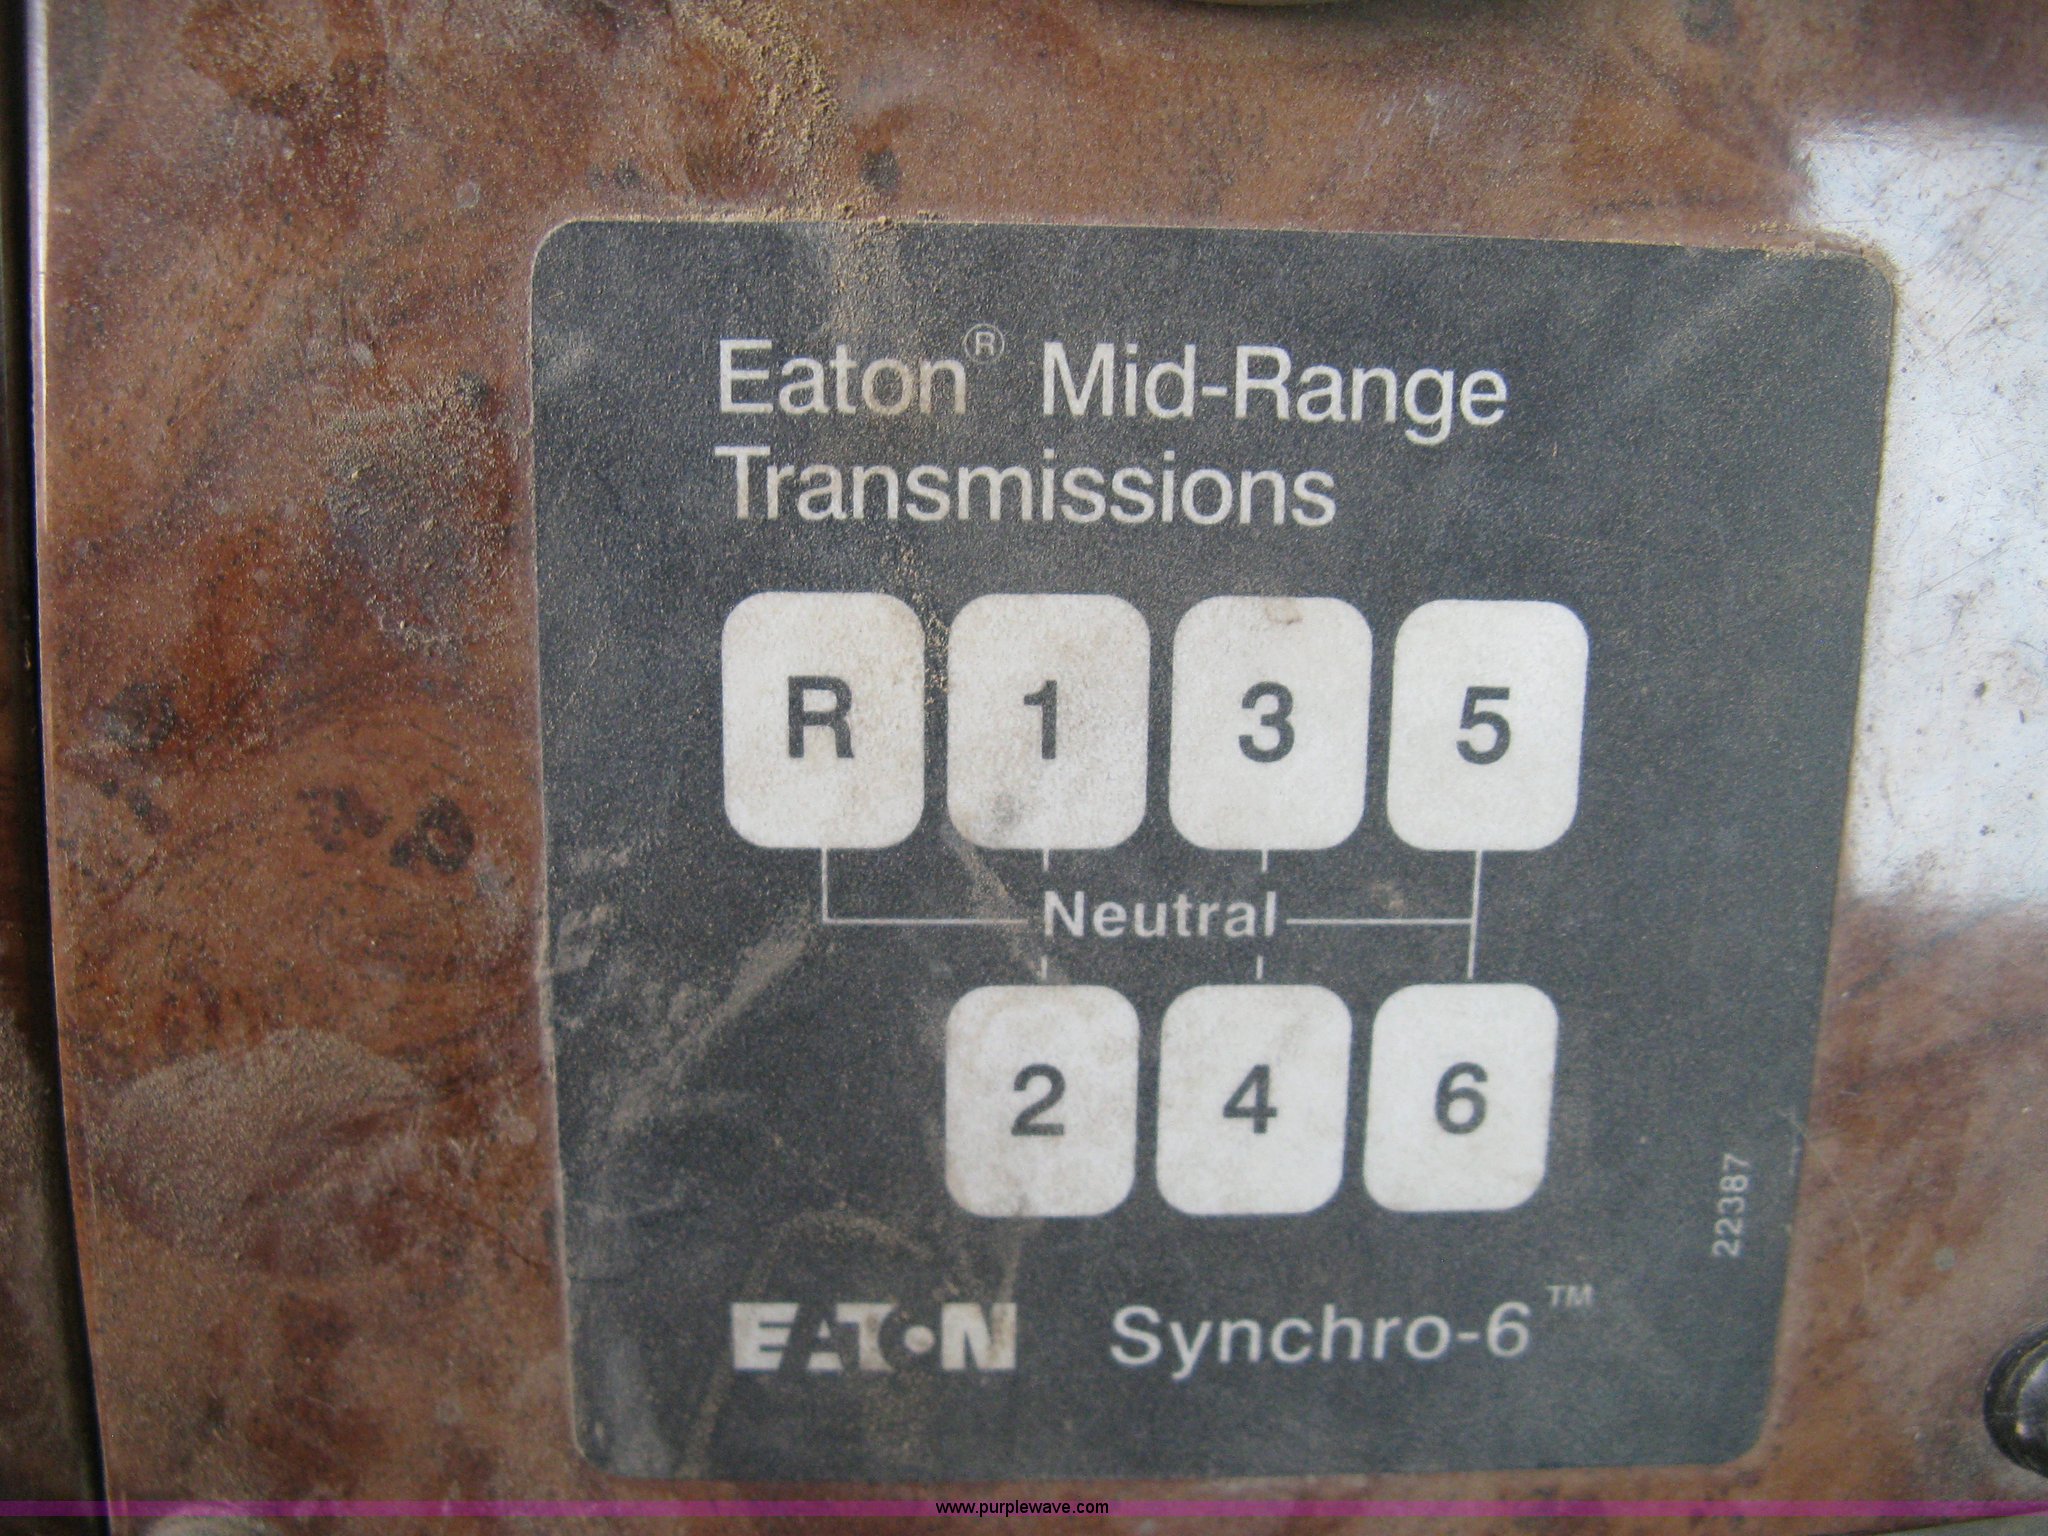 Eaton® Mid-Range
Transmissions
R 1 3 5
Neutral
2 4 6
22387
EATON Synchro-6™
www.purplewave.com